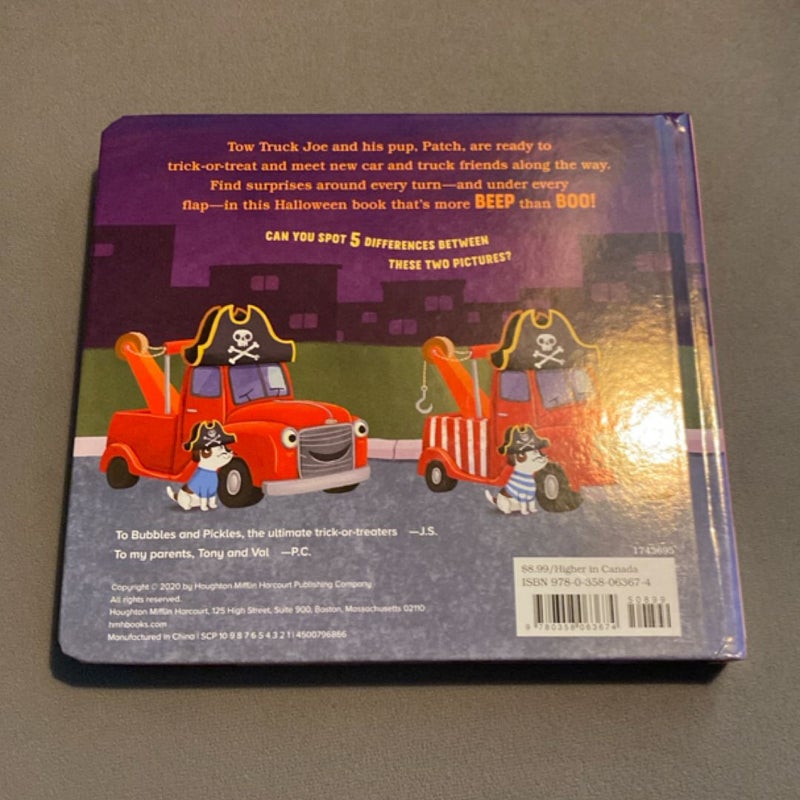 Tow Truck Joe and his pup, Patch, are ready to
trick-or-treat and meet new car and truck friends along the way.
Find surprises around every turn—and under every
flap—in this Halloween book that's more BEEP than BOO!
CAN YOU SPOT 5 DIFFERENCES BETWEEN
THESE TWO PICTURES?
To Bubbles and Pickles, the ultimate trick-or-treaters —J.S.
To my parents, Tony and Val —P.C.
Copyright © 2020 by Houghton Mifflin Harcourt Publishing Company
All rights reserved.
Houghton Mifflin Harcourt, 125 High Street, Suite 900, Boston, Massachusetts 02110
hmhbooks.com
Manufactured in China | SCP 10 9 8 7 6 5 4 3 2 1 | 4500796866
1743695
$8.99/Higher in Canada
ISBN 978-0-358-06367-4
50899
9 780358 063674